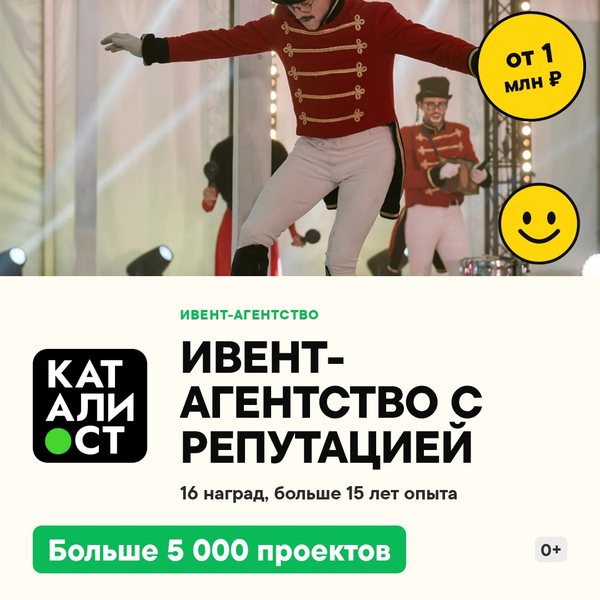 от 1
млн ₽
ИВЕНТ-АГЕНТСТВО
КАТ
АЛИ
СТ
ИВЕНТ-
АГЕНТСТВО С
РЕПУТАЦИЕЙ
16 наград, больше 15 лет опыта
Больше 5 000 проектов
0+